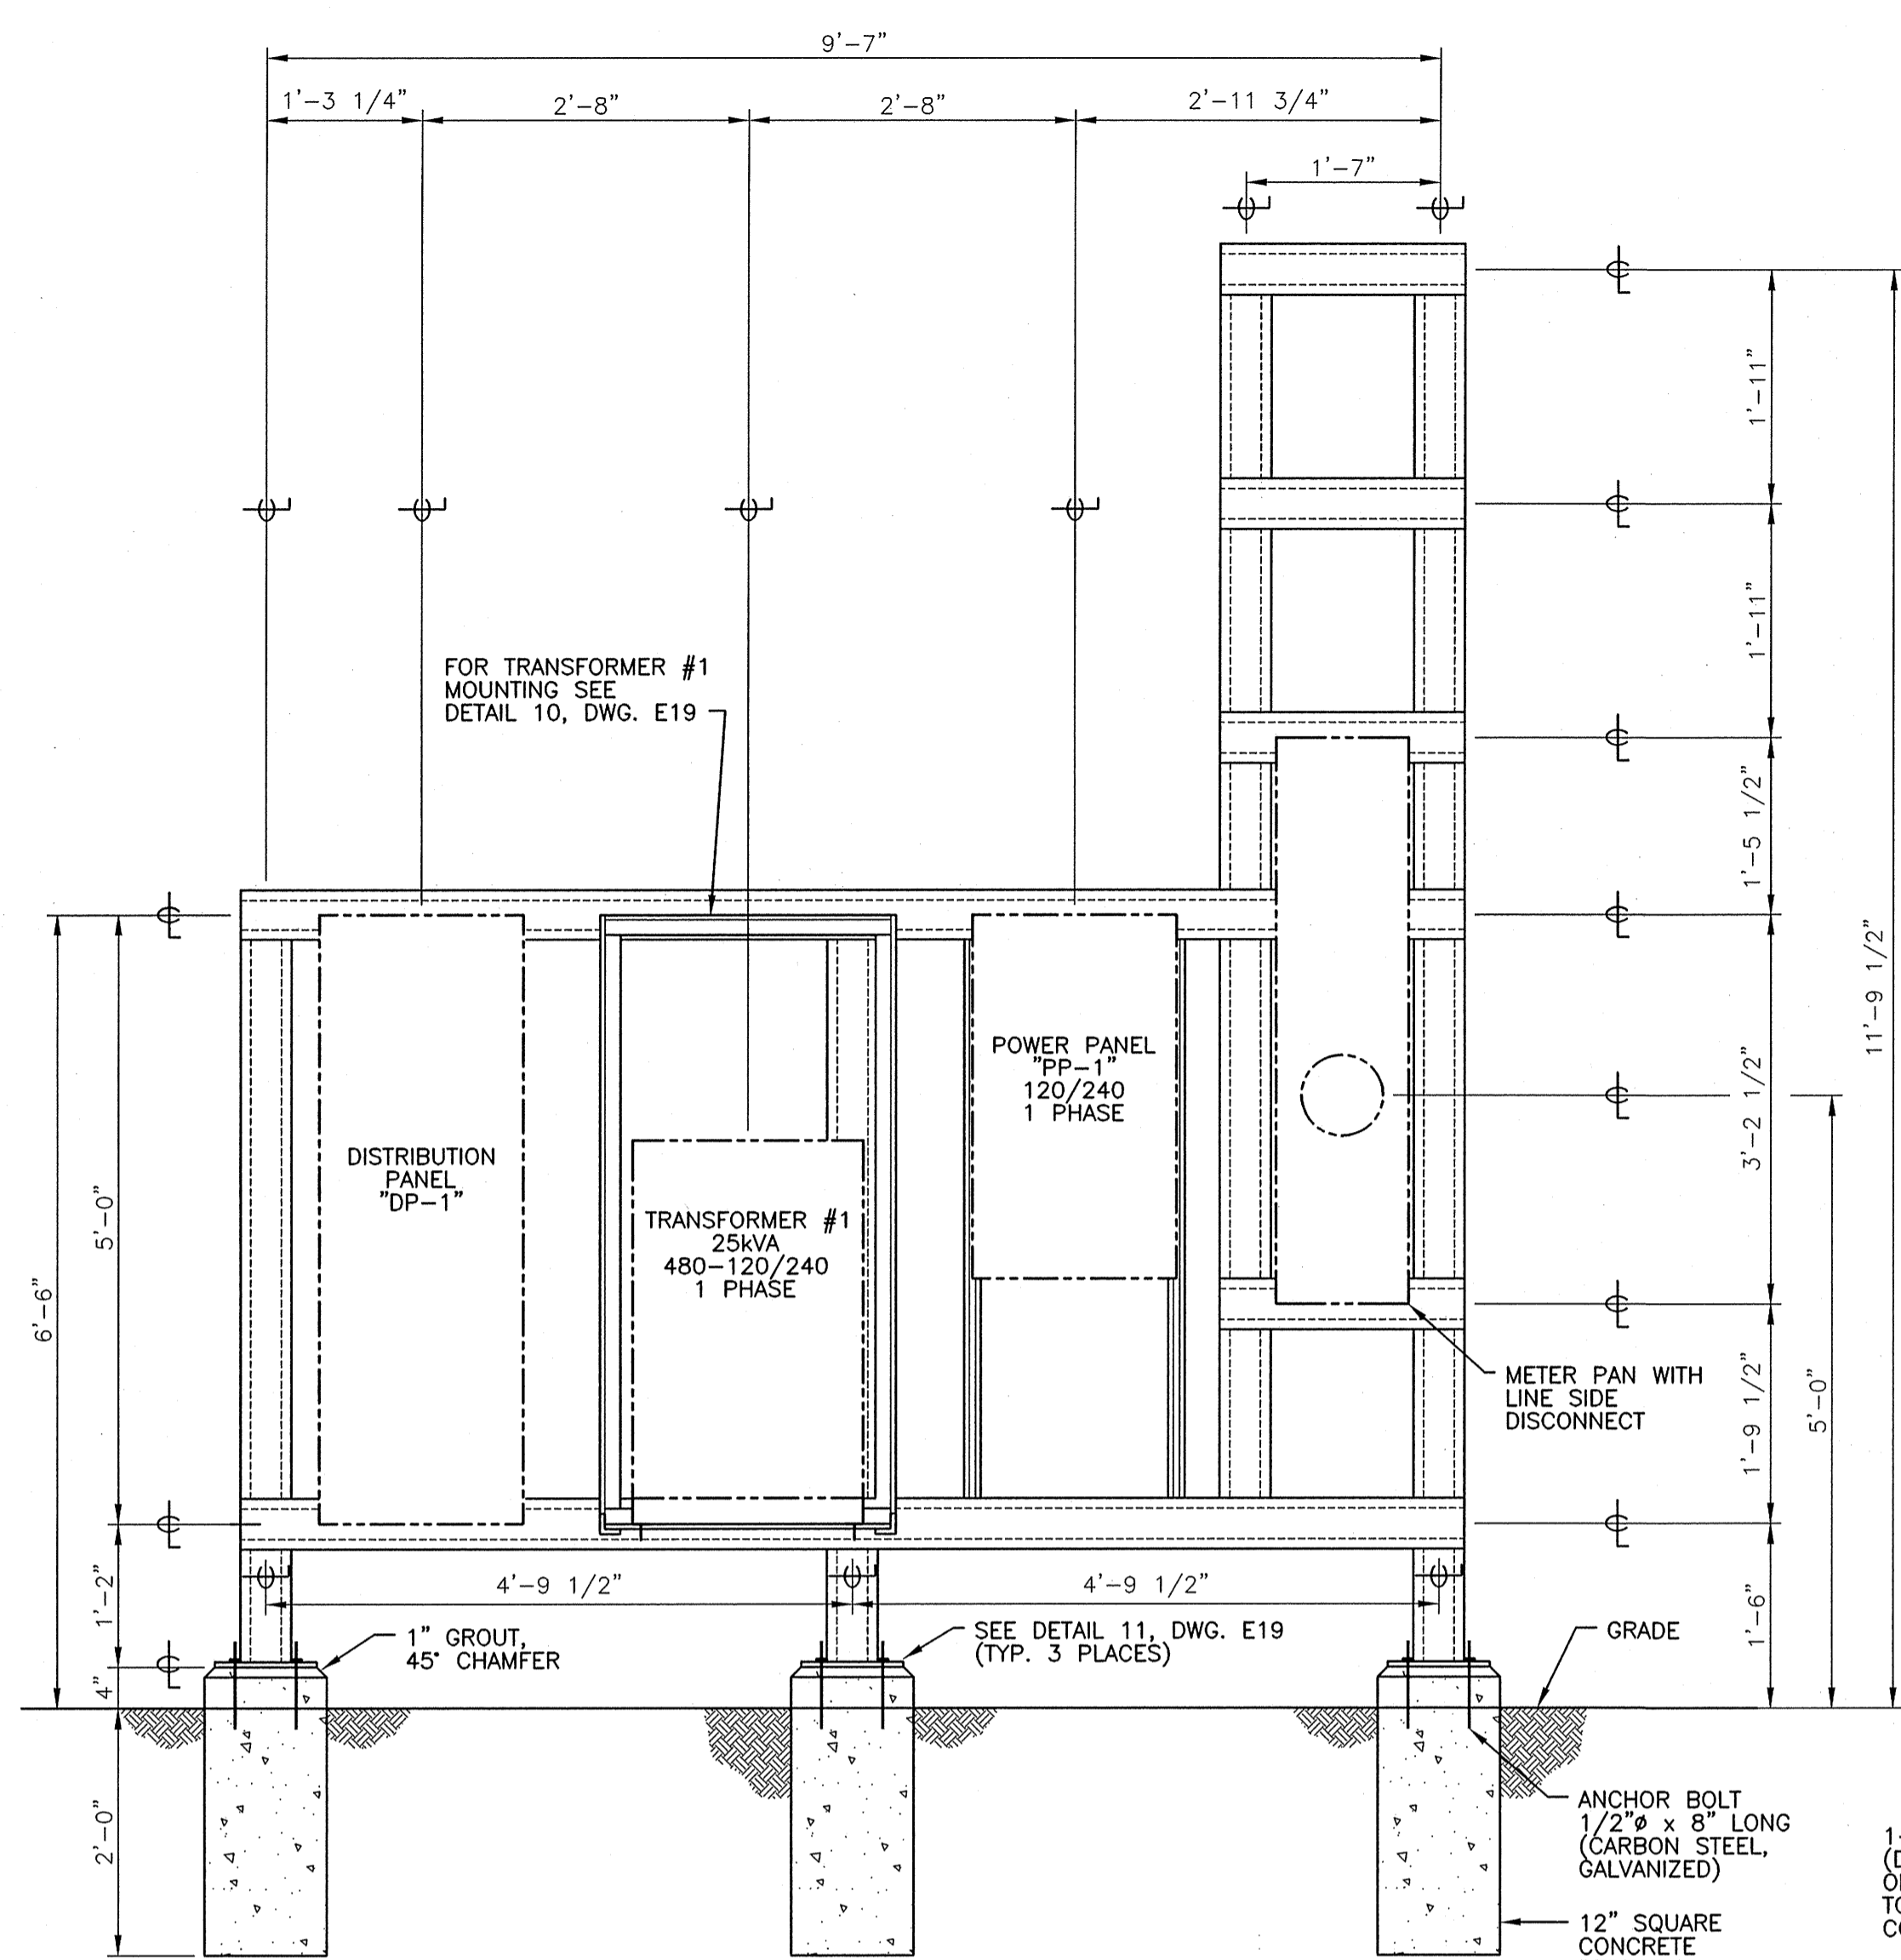 9'-7"
1'-3 1/4"
2'-8"
2'-8"
2'-11 3/4"
1'-7"
1'-11"
1'-11"
FOR TRANSFORMER #1
MOUNTING SEE
DETAIL 10, DWG. E19
1'-5 1/2"
11'-9 1/2"
POWER PANEL
"PP-1"
120/240
1 PHASE
3'-2 1/2"
DISTRIBUTION
PANEL
"DP-1"
5'-0"
TRANSFORMER #1
25kVA
480-120/240
1 PHASE
6'-6"
METER PAN WITH
LINE SIDE
DISCONNECT
1'-9 1/2"
5'-0"
1'-2"
4'-9 1/2"
4'-9 1/2"
1'-6"
1" GROUT,
45° CHAMFER
SEE DETAIL 11, DWG. E19
(TYP. 3 PLACES)
GRADE
4"
2'-0"
ANCHOR BOLT
1/2"ø x 8" LONG
(CARBON STEEL,
GALVANIZED)
12" SQUARE
CONCRETE